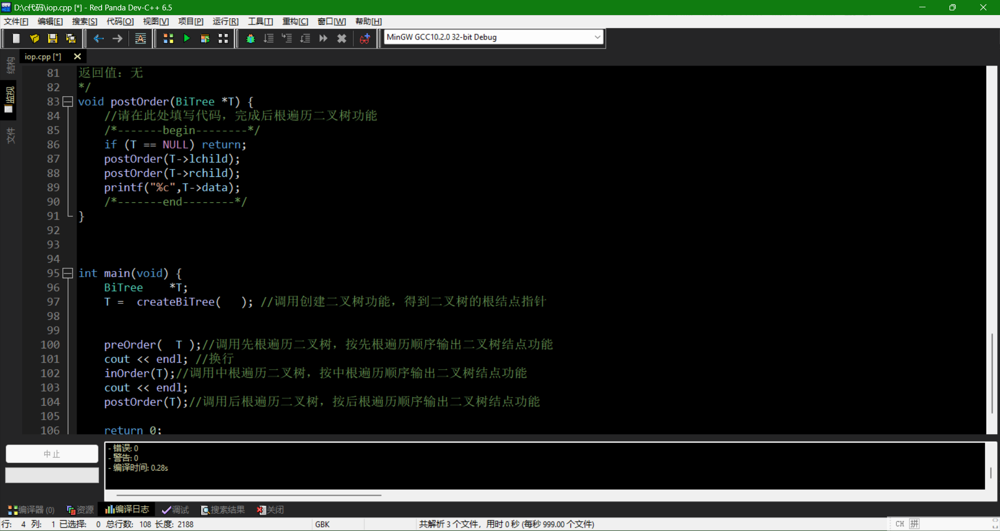 D:\c代码\iop.cpp [*] - Red Panda Dev-C++ 6.5
文件[F] 编辑[E] 搜索[S] 代码[O] 视图[V] 项目[P] 运行[R] 工具[T] 重构[C] 窗口[W] 帮助[H]
MinGW GCC10.2.0 32-bit Debug
iop.cpp [*]
结构
监视
文件
81 返回值：无
82 */
83 void postOrder(BiTree *T) {
84 //请在此处填写代码，完成后根遍历二叉树功能
85 /*-------begin--------*/
86 if (T == NULL) return;
87 postOrder(T->lchild);
88 postOrder(T->rchild);
89 printf("%c",T->data);
90 /*-------end--------*/
91 }
92
93
94
95 int main(void) {
96 BiTree    *T;
97 T =  createBiTree(   ); //调用创建二叉树功能，得到二叉树的根结点指针
98
99
100 preOrder(  T );//调用先根遍历二叉树，按先根遍历顺序输出二叉树结点功能
101 cout << endl; //换行
102 inOrder(T);//调用中根遍历二叉树，按中根遍历顺序输出二叉树结点功能
103 cout << endl;
104 postOrder(T);//调用后根遍历二叉树，按后根遍历顺序输出二叉树结点功能
105
106 return 0;
中止
- 错误: 0
- 警告: 0
- 编译时间: 0.28s
编译器 (0) 资源 编译日志 调试 搜索结果 关闭
行: 4 列: 1 已选择: 0 总行数: 108 长度: 2188 GBK 共解析 3 个文件，用时 0 秒 (每秒 999.00 个文件) CH 拼